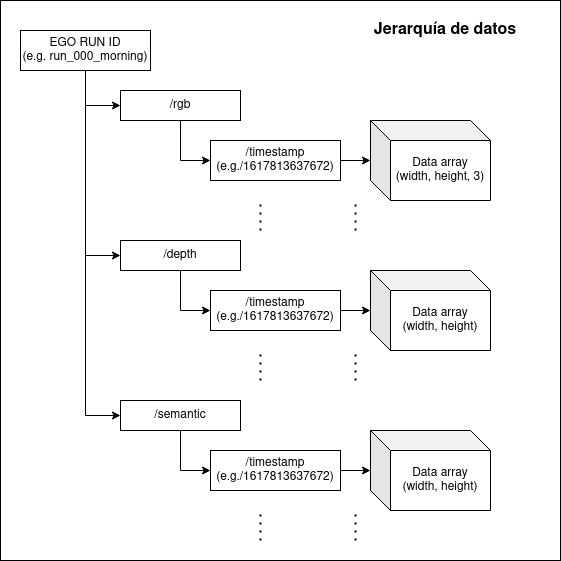 Jerarquía de datos
EGO RUN ID
(e.g. run_000_morning)
/rgb
/timestamp
(e.g./1617813637672)
Data array
(width, height, 3)
/depth
/timestamp
(e.g./1617813637672)
Data array
(width, height)
/semantic
/timestamp
(e.g./1617813637672)
Data array
(width, height)